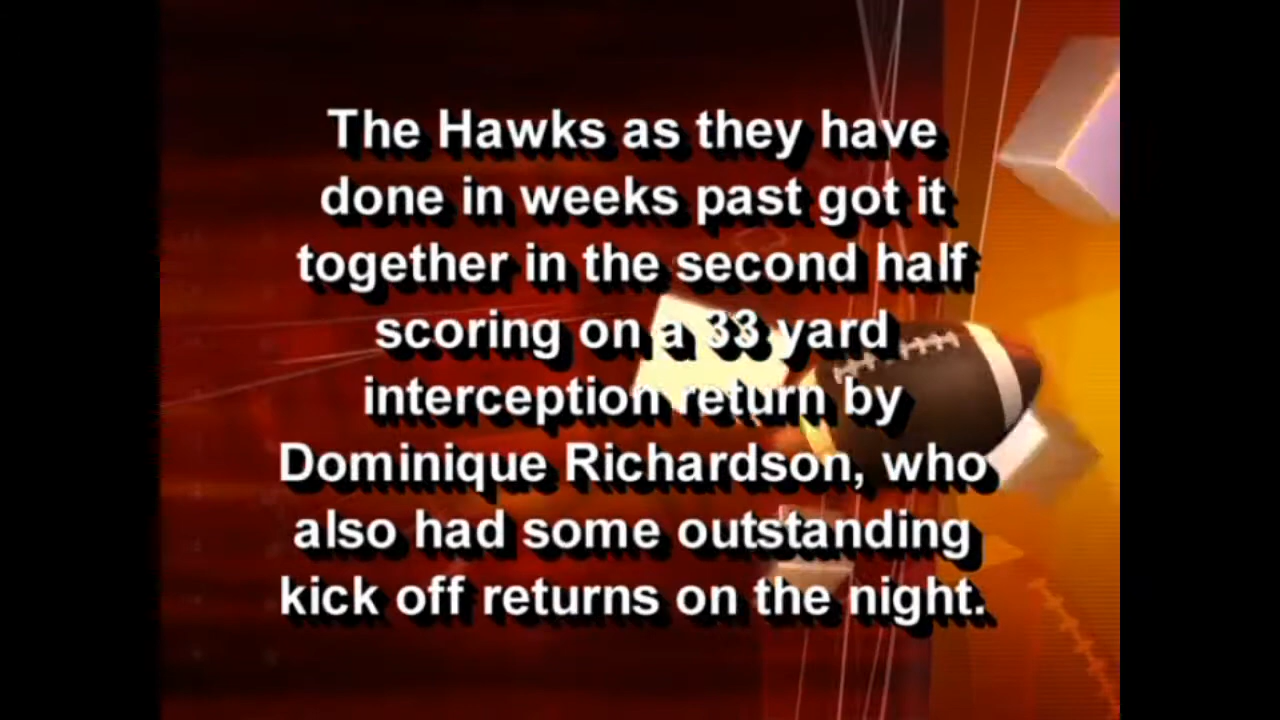 The Hawks as they have
done in weeks past got it
together in the second half
scoring on a 33 yard
interception return by
Dominique Richardson, who
also had some outstanding
kick off returns on the night.